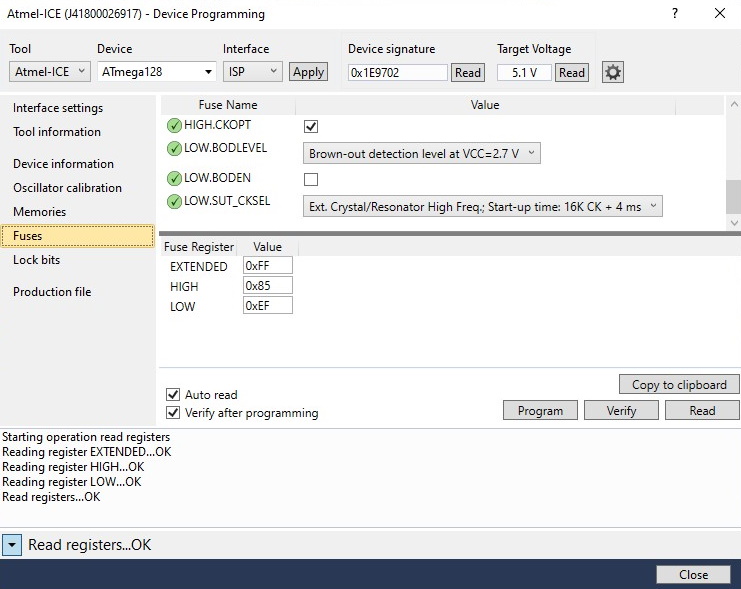 Atmel-ICE (J41800026917) - Device Programming
Tool Device Interface Device signature Target Voltage
Atmel-ICE ATmega128 ISP Apply 0x1E9702 Read 5.1 V Read
Interface settings
Tool information
Device information
Oscillator calibration
Memories
Fuses
Lock bits
Production file
Fuse Name Value
HIGH.CKOPT
LOW.BODLEVEL Brown-out detection level at VCC=2.7 V
LOW.BODEN
LOW.SUT_CKSEL Ext. Crystal/Resonator High Freq.; Start-up time: 16K CK + 4 ms
Fuse Register Value
EXTENDED 0xFF
HIGH 0x85
LOW 0xEF
Copy to clipboard
Auto read
Verify after programming
Program Verify Read
Starting operation read registers
Reading register EXTENDED...OK
Reading register HIGH...OK
Reading register LOW...OK
Read registers...OK
Read registers...OK
Close